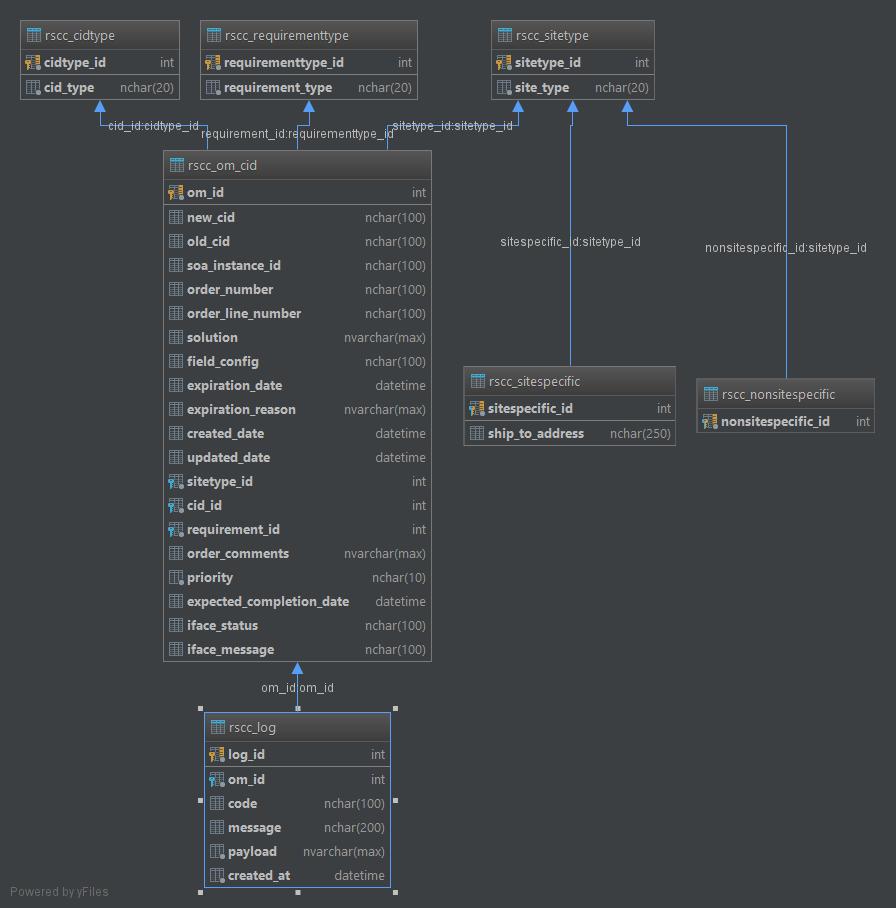 rscc_cidtype
cidtype_id int
cid_type nchar(20)
rscc_requirementtype
requirementtype_id int
requirement_type nchar(20)
rscc_sitetype
sitetype_id int
site_type nchar(20)
cid_id:cidtype_id
requirement_id:requirementtype_id
sitetype_id:sitetype_id
rscc_om_cid
om_id int
new_cid nchar(100)
old_cid nchar(100)
soa_instance_id nchar(100)
order_number nchar(100)
order_line_number nchar(100)
solution nvarchar(max)
field_config nchar(100)
expiration_date datetime
expiration_reason nvarchar(max)
created_date datetime
updated_date datetime
sitetype_id int
cid_id int
requirement_id int
order_comments nvarchar(max)
priority nchar(10)
expected_completion_date datetime
iface_status nchar(100)
iface_message nchar(100)
sitespecific_id:sitetype_id
nonsitespecific_id:sitetype_id
rscc_sitespecific
sitespecific_id int
ship_to_address nchar(250)
rscc_nonsitespecific
nonsitespecific_id int
om_id:om_id
rscc_log
log_id int
om_id int
code nchar(100)
message nchar(200)
payload nvarchar(max)
created_at datetime
Powered by yFiles